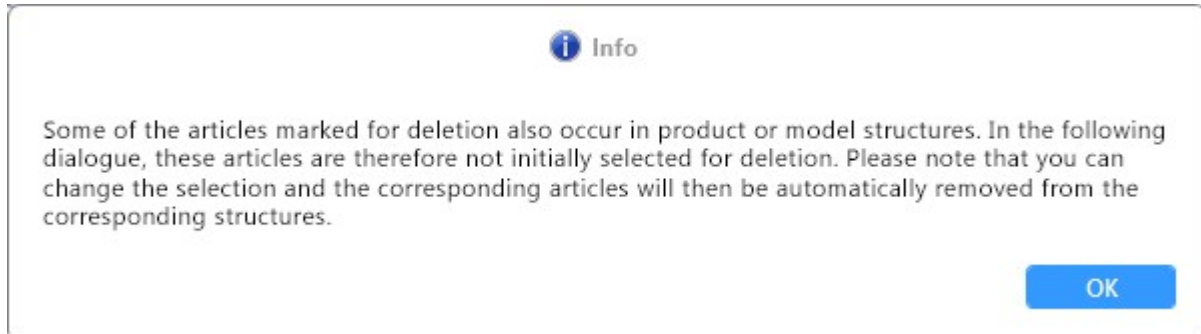 Info
Some of the articles marked for deletion also occur in product or model structures. In the following
dialogue, these articles are therefore not initially selected for deletion. Please note that you can
change the selection and the corresponding articles will then be automatically removed from the
corresponding structures.
OK